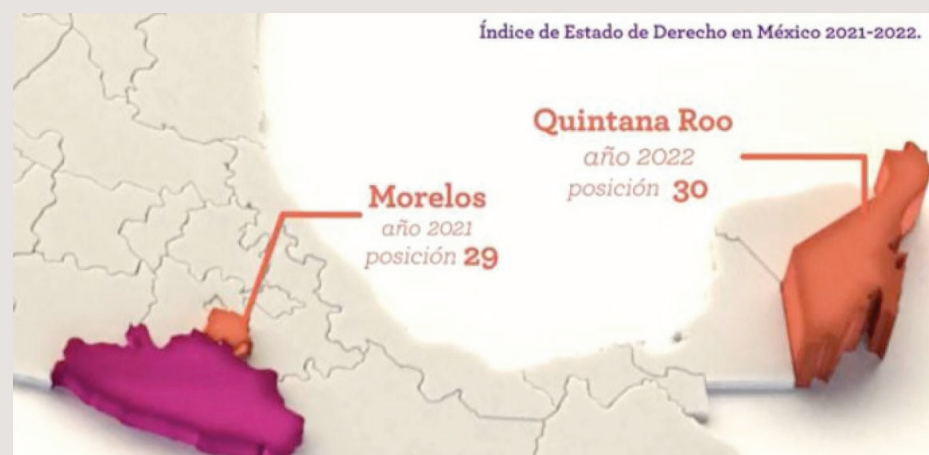 Índice de Estado de Derecho en México 2021-2022.
Quintana Roo
año 2022
posición 30
Morelos
año 2021
posición 29